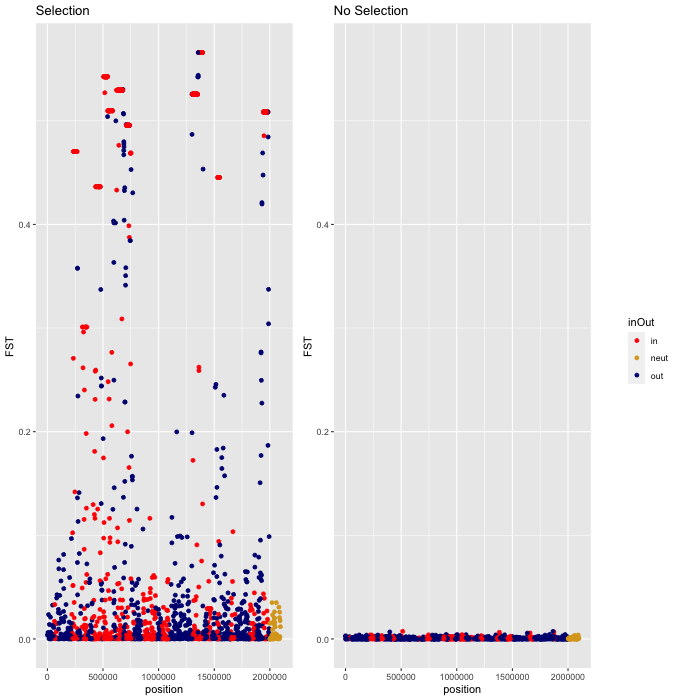 Selection
No Selection
FST
0.4
0.2
0.0
0
500000
1000000
1500000
2000000
position
FST
0.4
0.2
0.0
0
500000
1000000
1500000
2000000
position
inOut
in
neut
out